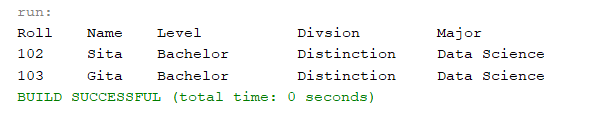 run:
Roll Name Level Divsion Major
102 Sita Bachelor Distinction Data Science
103 Gita Bachelor Distinction Data Science
BUILD SUCCESSFUL (total time: 0 seconds)